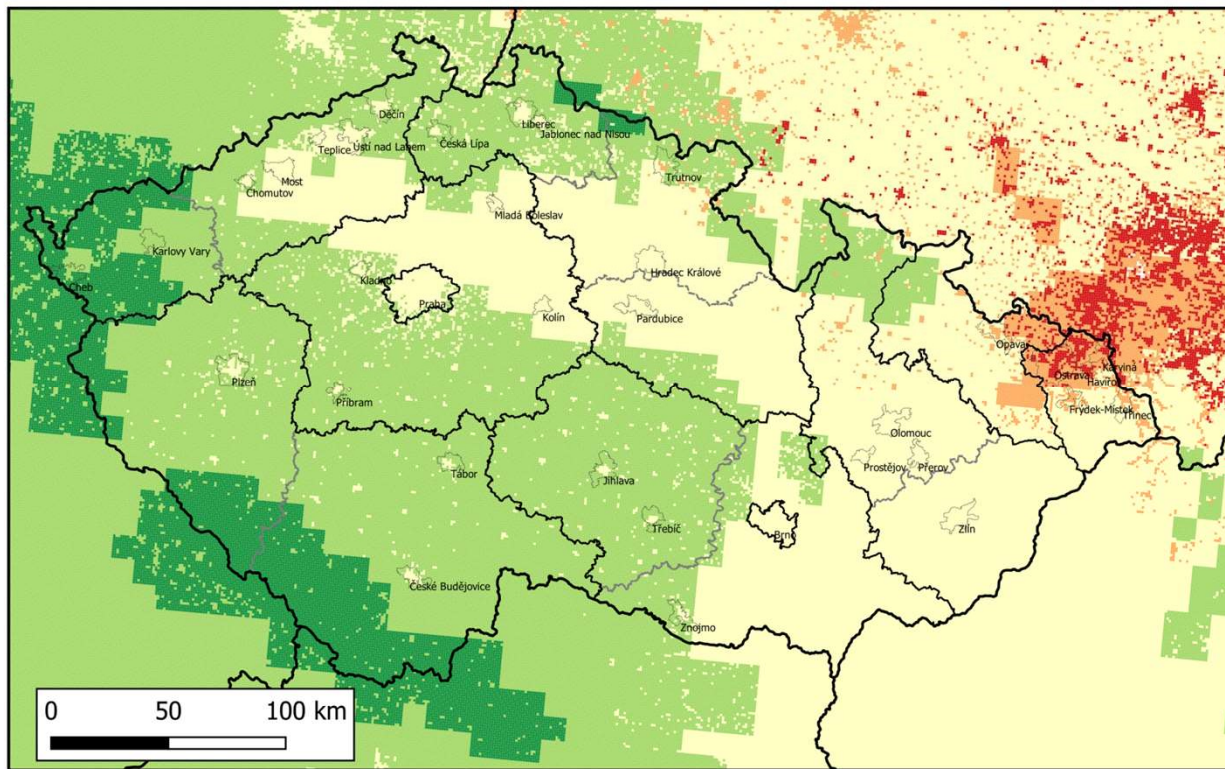 Děčín
Liberec
Jablonec nad Nisou
Teplice
Ústí nad Labem
Česká Lípa
Most
Trutnov
Chomutov
Mladá Boleslav
Karlovy Vary
Hradec Králové
Cheb
Kladno
Praha
Kolín
Pardubice
Opava
Karviná
Ostrava
Havířov
Plzeň
Příbram
Frýdek-Místek
Třinec
Olomouc
Prostějov
Přerov
Tábor
Jihlava
Třebíč
Brno
Zlín
České Budějovice
Znojmo
0 50 100 km